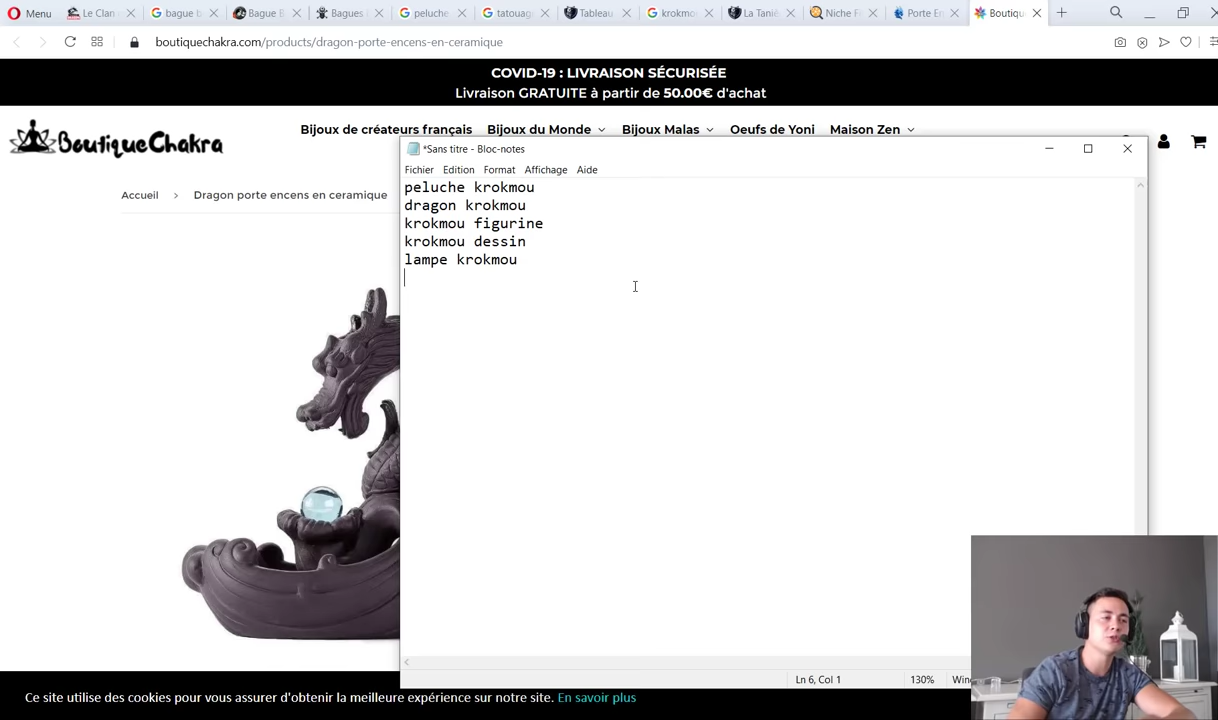 Menu
Le Clan
bague b
Bague B
Bagues
peluche
tatouag
Tableau
krokmo
La Taniè
Niche F
Porte En
Boutiqu
boutiquechakra.com/products/dragon-porte-encens-en-ceramique
COVID-19 : LIVRAISON SÉCURISÉE
Livraison GRATUITE à partir de 50.00€ d'achat
BoutiqueChakra
Bijoux de créateurs français
Bijoux du Monde
Bijoux Malas
Oeufs de Yoni
Maison Zen
Accueil > Dragon porte encens en ceramique
*Sans titre - Bloc-notes
Fichier Edition Format Affichage Aide
peluche krokmou
dragon krokmou
krokmou figurine
krokmou dessin
lampe krokmou
Ln 6, Col 1
130%
Ce site utilise des cookies pour vous assurer d'obtenir la meilleure expérience sur notre site. En savoir plus